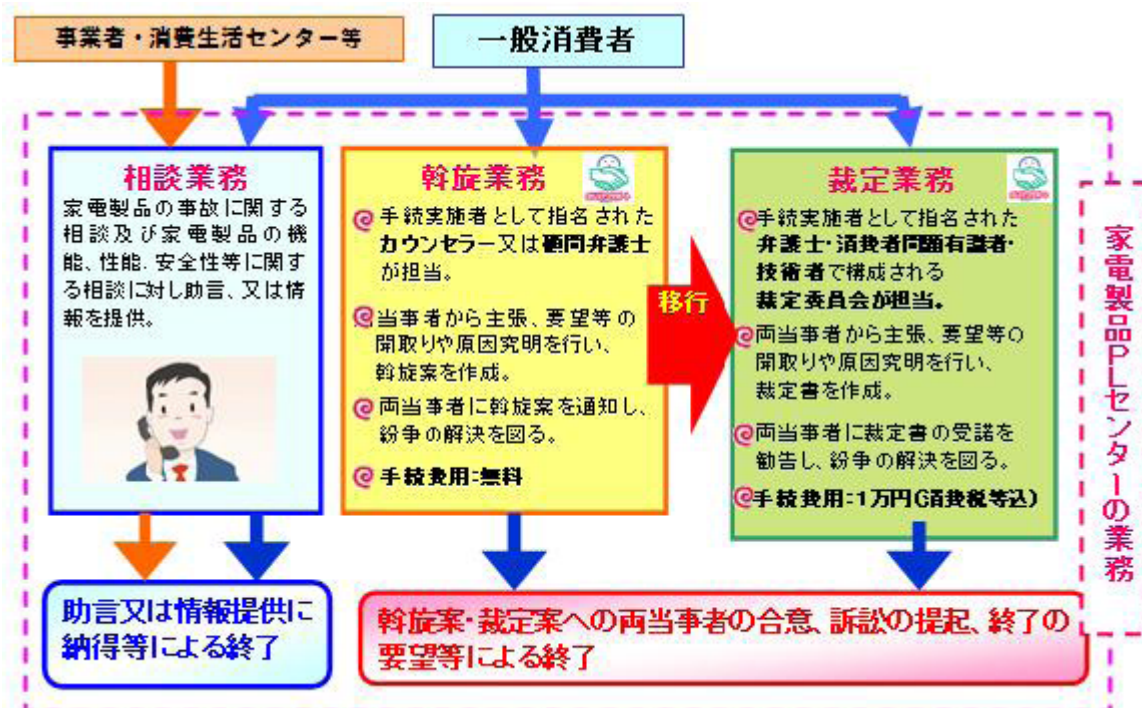 事業者・消費生活センター等
一般消費者
相談業務
家電製品の事故に関する
相談及び家電製品の機
能、性能、安全性等に関す
る相談に対し助言、又は情
報を提供。
斡旋業務
手続実施者として指名された
カウンセラー又は顧問弁護士
が担当。
当事者から主張、要望等の
聞取りや原因究明を行い、
斡旋案を作成。
両当事者に斡旋案を通知し、
紛争の解決を図る。
手続費用:無料
移行
裁定業務
手続実施者として指名された
弁護士・消費者問題有識者・
技術者で構成される
裁定委員会が担当。
両当事者から主張、要望等の
聞取りや原因究明を行い、
裁定書を作成。
両当事者に裁定書の受諾を
勧告し、紛争の解決を図る。
手続費用:1万円(消費税等込)
家電製品PLセンターの業務
助言又は情報提供に
納得等による終了
斡旋案・裁定案への両当事者の合意、訴訟の提起、終了の
要望等による終了